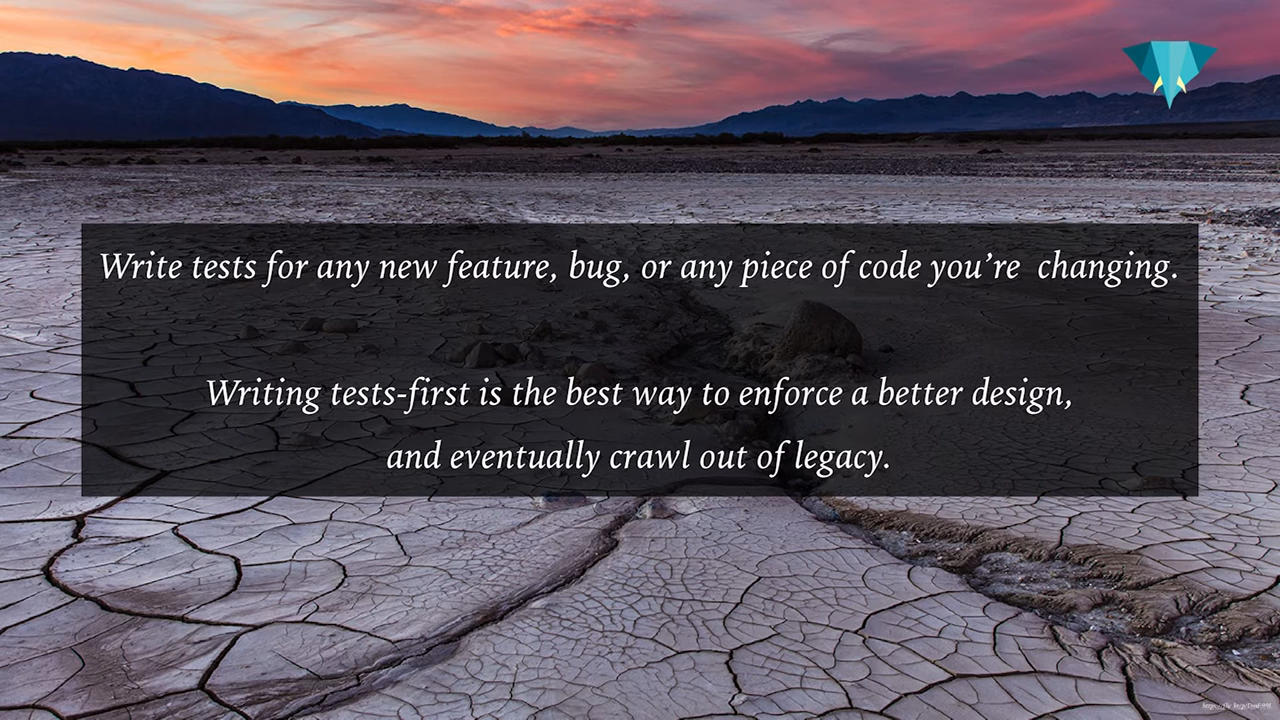 Write tests for any new feature, bug, or any piece of code you’re  changing.
Writing tests-first is the best way to enforce a better design,
and eventually crawl out of legacy.